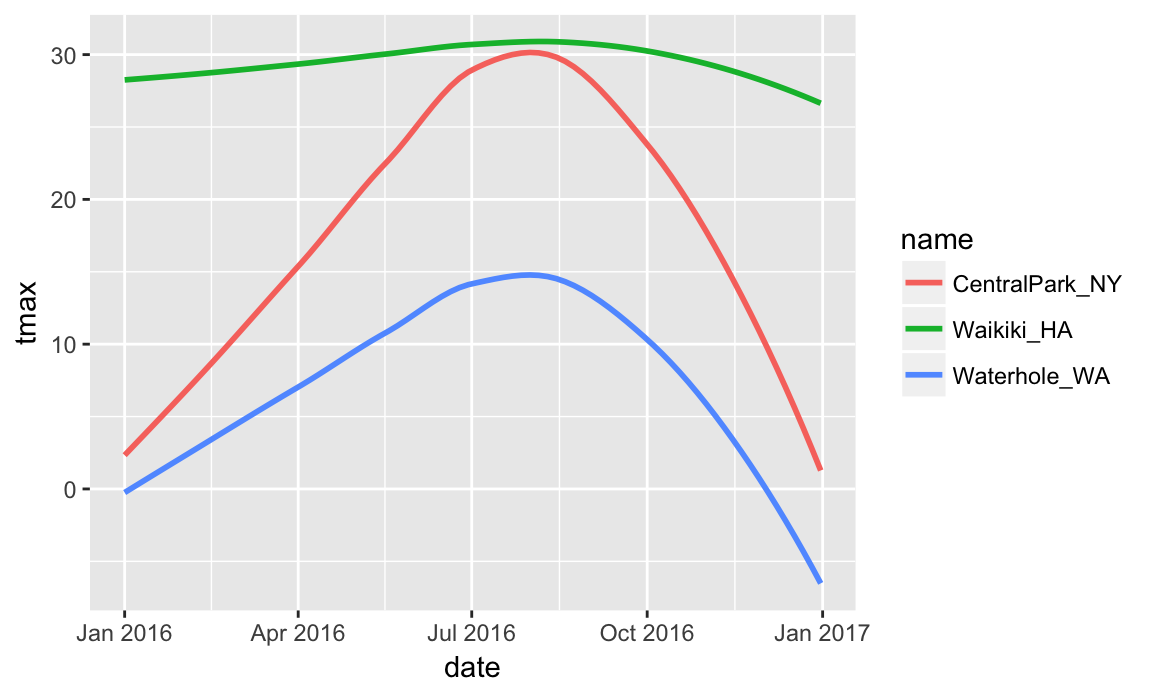 30
20
10
0
tmax
Jan 2016
Apr 2016
Jul 2016
Oct 2016
Jan 2017
date
name
CentralPark_NY
Waikiki_HA
Waterhole_WA